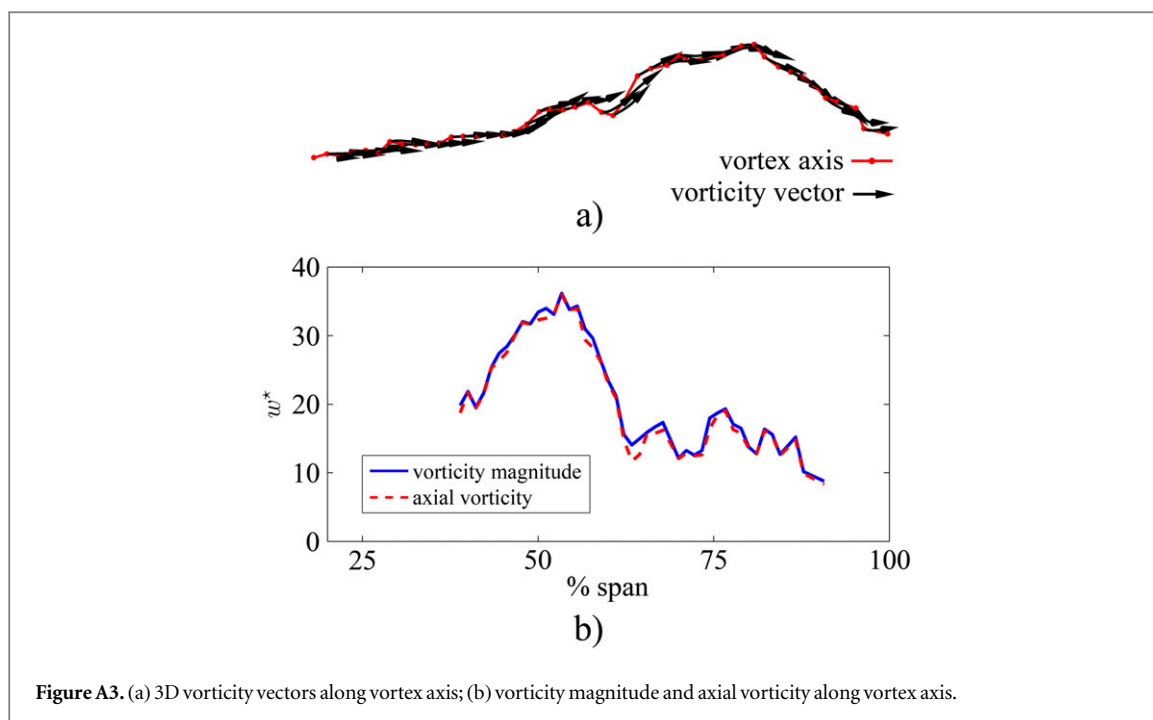 vortex axis
vorticity vector
a)
40
30
20
10
0
w*
vorticity magnitude
axial vorticity
25
50
75
100
% span
b)
Figure A3. (a) 3D vorticity vectors along vortex axis; (b) vorticity magnitude and axial vorticity along vortex axis.